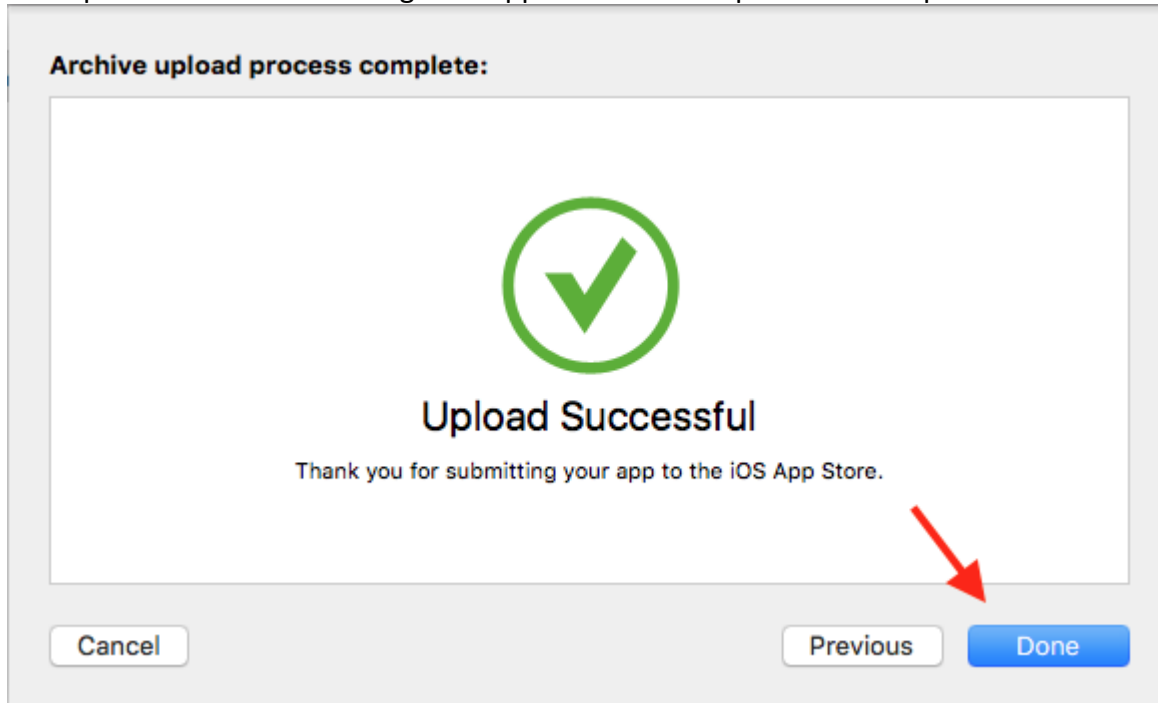 Archive upload process complete:
Upload Successful
Thank you for submitting your app to the iOS App Store.
Cancel
Previous
Done